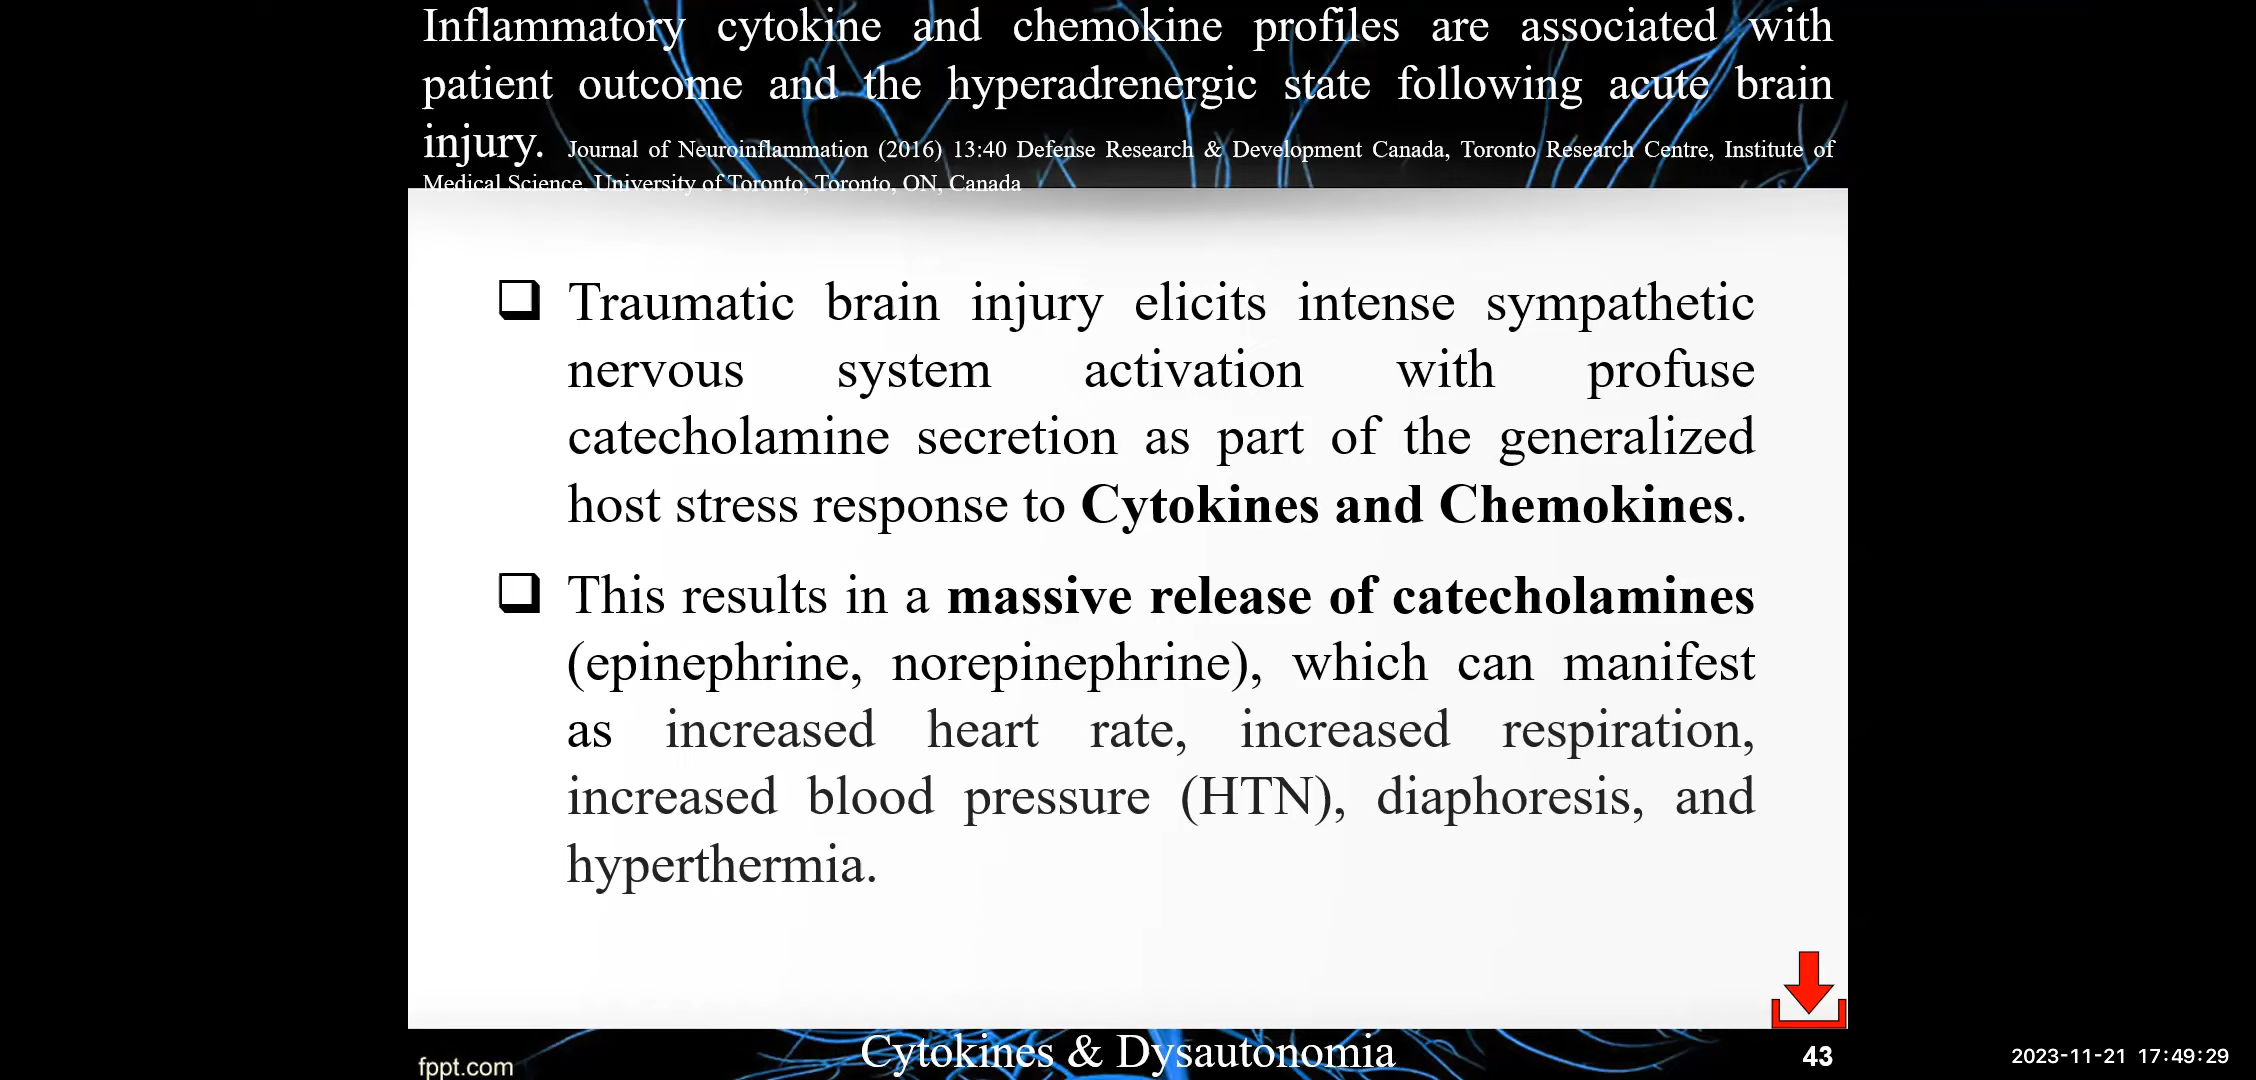 Inflammatory cytokine and chemokine profiles are associated with
patient outcome and the hyperadrenergic state following acute brain
injury. Journal of Neuroinflammation (2016) 13:40 Defense Research & Development Canada, Toronto Research Centre, Institute of
Medical Science, University of Toronto, Toronto, ON, Canada
Traumatic brain injury elicits intense sympathetic
nervous system activation with profuse
catecholamine secretion as part of the generalized
host stress response to Cytokines and Chemokines.
This results in a massive release of catecholamines
(epinephrine, norepinephrine), which can manifest
as increased heart rate, increased respiration,
increased blood pressure (HTN), diaphoresis, and
hyperthermia.
fppt.com
Cytokines & Dysautonomia
43
2023-11-21 17:49:29